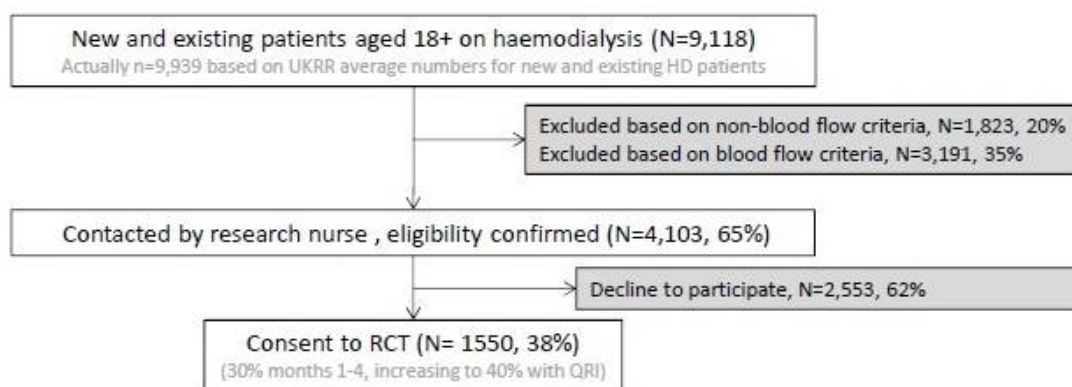 New and existing patients aged 18+ on haemodialysis (N=9,118)
Actually n=9,939 based on UKRR average numbers for new and existing HD patients
Excluded based on non-blood flow criteria, N=1,823, 20%
Excluded based on blood flow criteria, N=3,191, 35%
Contacted by research nurse , eligibility confirmed (N=4,103, 65%)
Decline to participate, N=2,553, 62%
Consent to RCT (N= 1550, 38%)
(30% months 1-4, increasing to 40% with QRI)